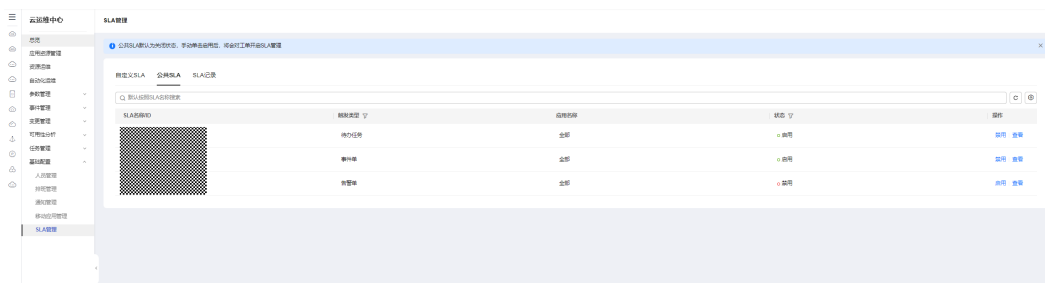 云运维中心
总览
应用资源管理
资源运维
自动化运维
参数管理
事件管理
变更管理
可用性分析
任务管理
基础配置
人员管理
排班管理
通知管理
移动应用管理
SLA管理
SLA管理
公共SLA默认为关闭状态，手动单击启用后，将会对工单开启SLA管理
自定义SLA 公共SLA SLA记录
默认按照SLA名称搜索
SLA名称/ID 触发类型 应用名称 状态 操作
待办任务 全部 启用 禁用 查看
事件单 全部 启用 禁用 查看
告警单 全部 禁用 启用 查看